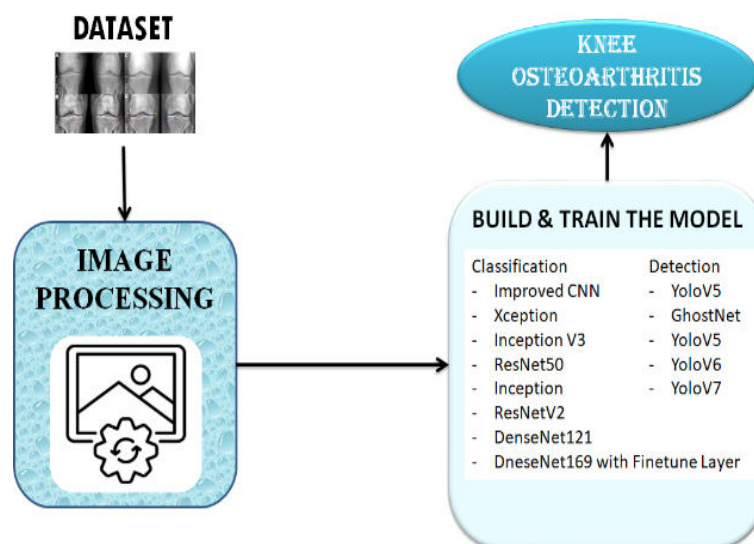 DATASET
IMAGE
PROCESSING
KNEE
OSTEOARTHRITIS
DETECTION
BUILD & TRAIN THE MODEL
Classification
- Improved CNN
- Xception
- Inception V3
- ResNet50
- Inception
- ResNetV2
- DenseNet121
- DneseNet169 with Finetune Layer
Detection
- YoloV5
- GhostNet
- YoloV5
- YoloV6
- YoloV7